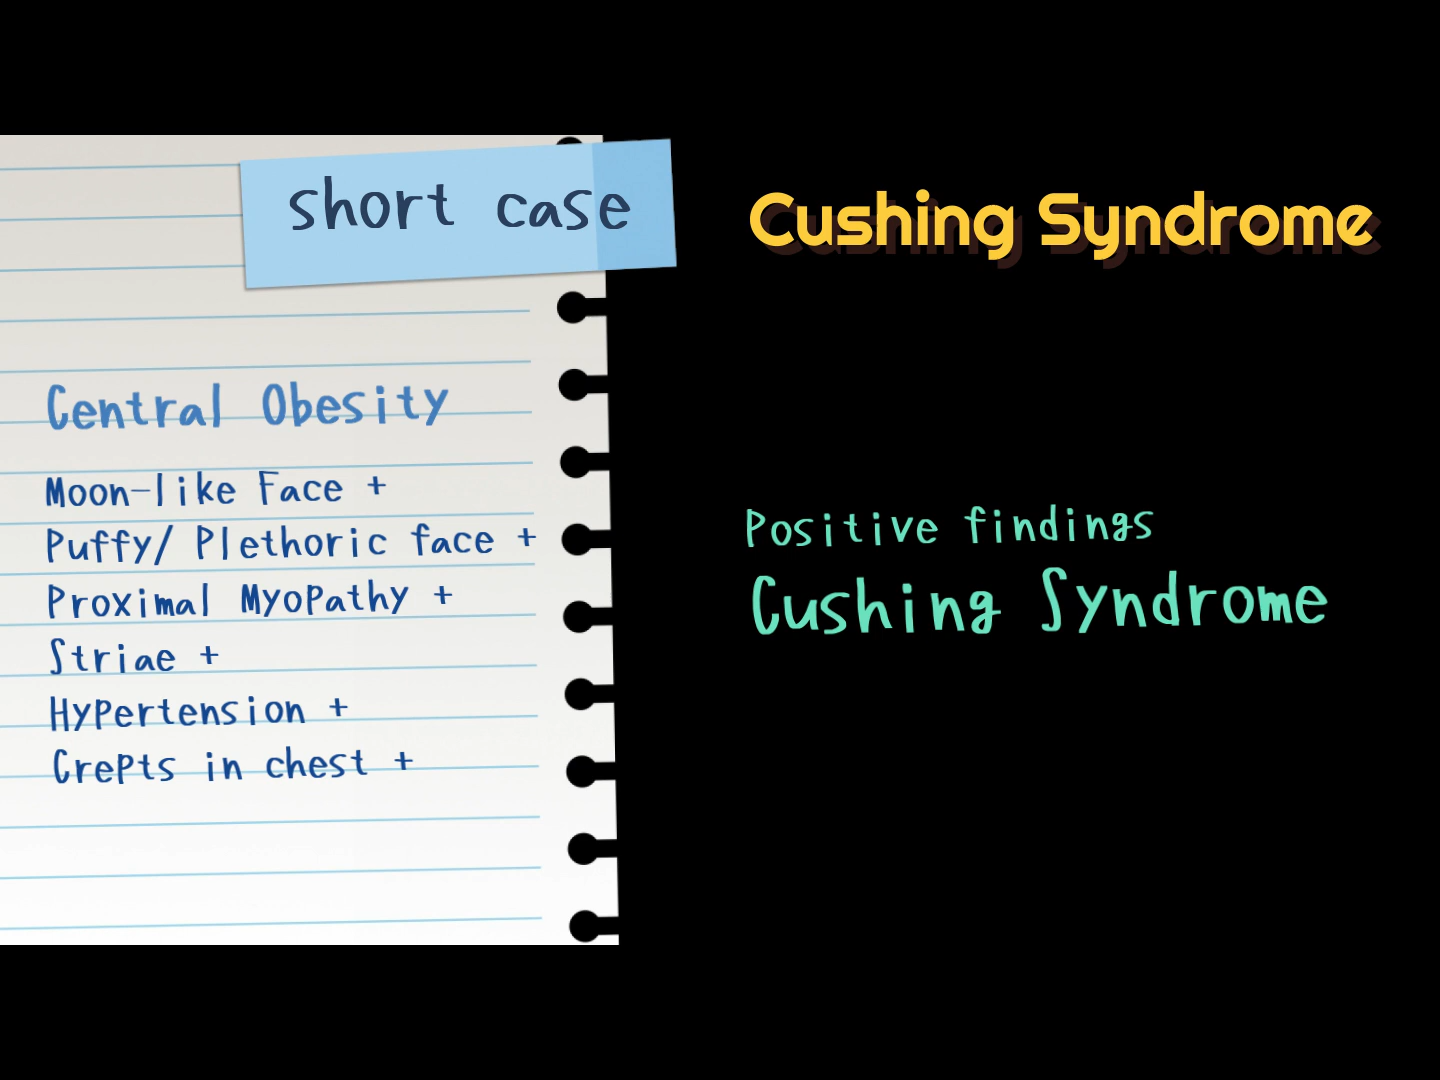 short case
Cushing Syndrome
Central Obesity
Moon-like Face +
Puffy/ Plethoric face +
Proximal Myopathy +
Striae +
Hypertension +
Crepts in chest +
Positive findings
Cushing Syndrome